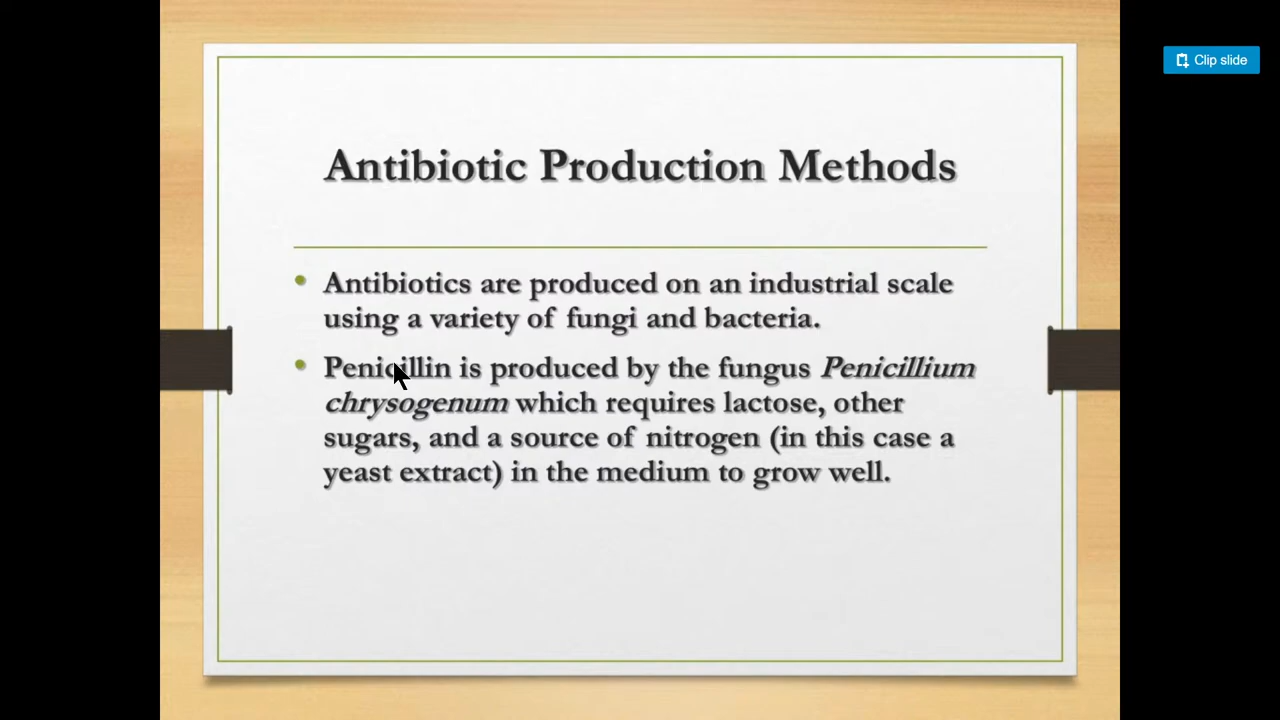 Clip slide
Antibiotic Production Methods
• Antibiotics are produced on an industrial scale
using a variety of fungi and bacteria.
• Penicillin is produced by the fungus Penicillium
chrysogenum which requires lactose, other
sugars, and a source of nitrogen (in this case a
yeast extract) in the medium to grow well.